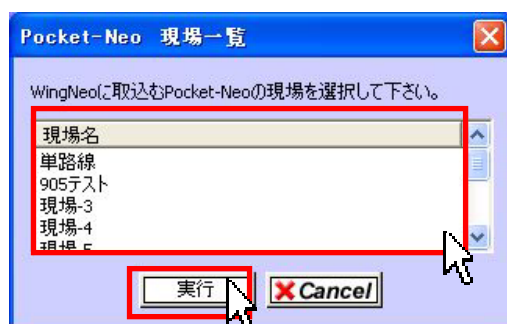 Pocket-Neo 現場一覧
WingNeoに取込むPocket-Neoの現場を選択して下さい。
現場名
単路線
905テスト
現場-3
現場-4
現場-5
実行
Cancel